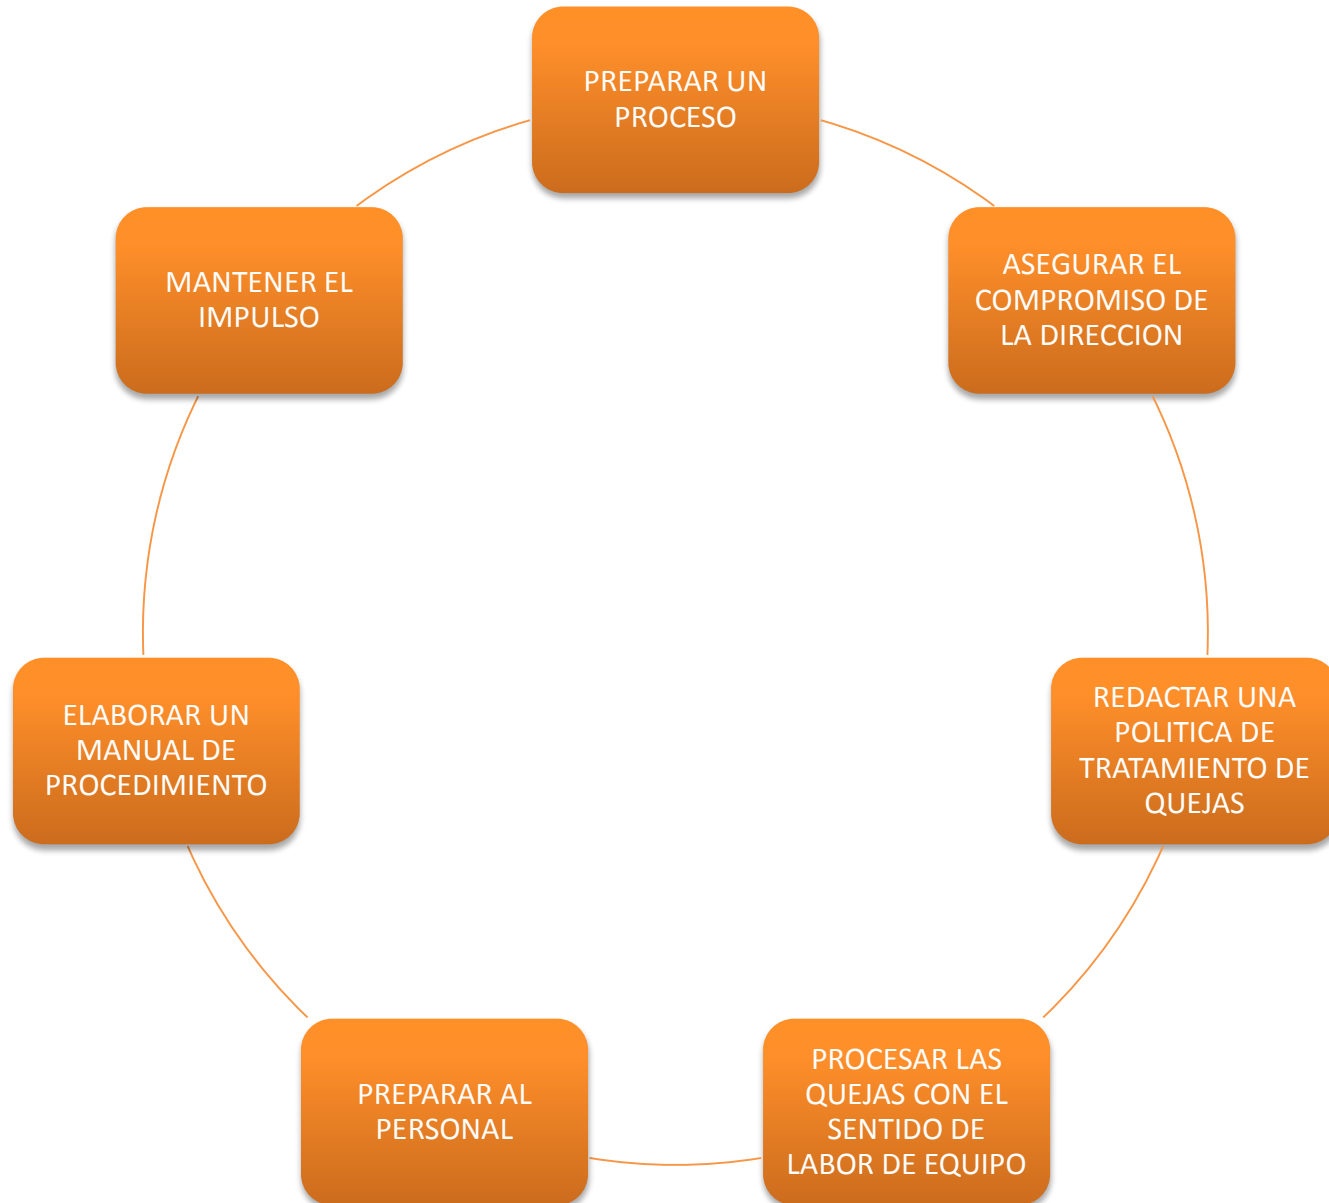 PREPARAR UN
PROCESO
ASEGURAR EL
COMPROMISO DE
LA DIRECCION
REDACTAR UNA
POLITICA DE
TRATAMIENTO DE
QUEJAS
PROCESAR LAS
QUEJAS CON EL
SENTIDO DE
LABOR DE EQUIPO
PREPARAR AL
PERSONAL
ELABORAR UN
MANUAL DE
PROCEDIMIENTO
MANTENER EL
IMPULSO